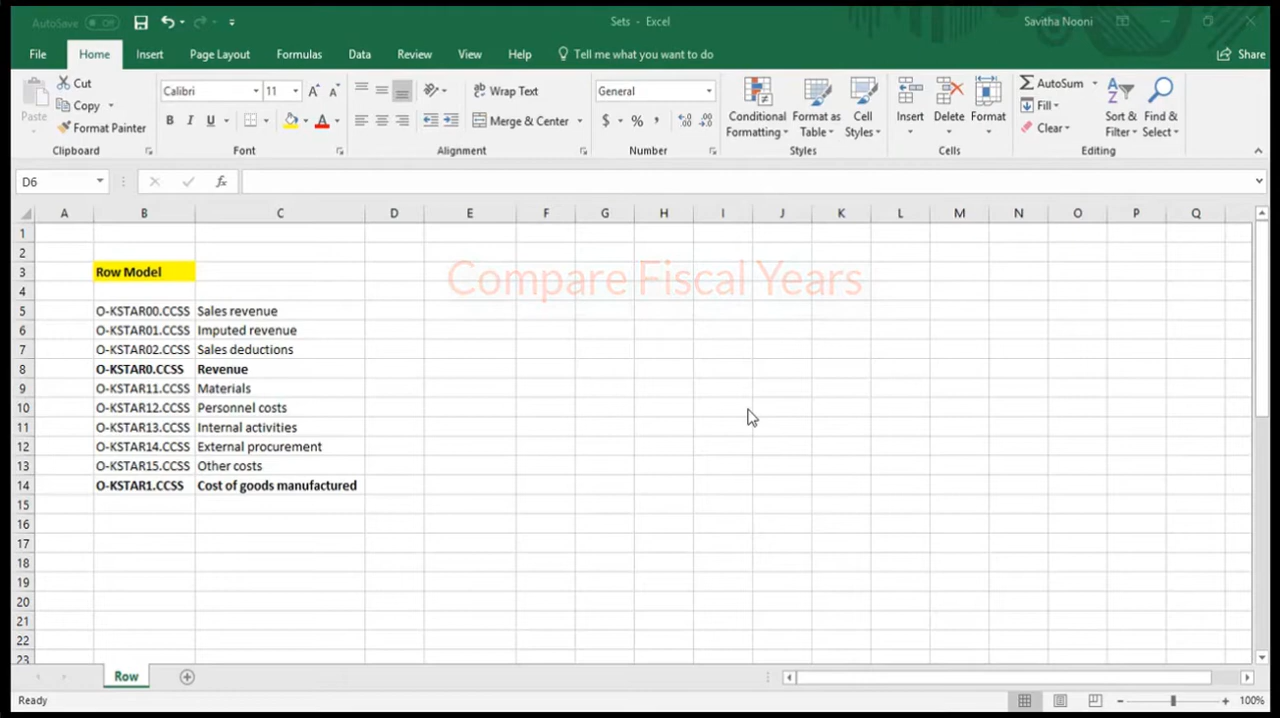 AutoSave Off
Sets - Excel
Savitha Nooni
File Home Insert Page Layout Formulas Data Review View Help Tell me what you want to do Share
Paste
Cut
Copy
Format Painter
Clipboard
Calibri 11 A A
B I U A
Font
Wrap Text
Merge & Center
Alignment
General
$ % ,
Number
Conditional Formatting
Format as Table
Cell Styles
Styles
Insert Delete Format
Cells
AutoSum
Fill
Clear
Sort & Filter
Find & Select
Editing
D6 fx
A B C D E F G H I J K L M N O P Q
1
2
3 Row Model
Compare Fiscal Years
4
5 O-KSTAR00.CCSS Sales revenue
6 O-KSTAR01.CCSS Imputed revenue
7 O-KSTAR02.CCSS Sales deductions
8 O-KSTAR0.CCSS Revenue
9 O-KSTAR11.CCSS Materials
10 O-KSTAR12.CCSS Personnel costs
11 O-KSTAR13.CCSS Internal activities
12 O-KSTAR14.CCSS External procurement
13 O-KSTAR15.CCSS Other costs
14 O-KSTAR1.CCSS Cost of goods manufactured
15
16
17
18
19
20
21
22
23
Row
Ready
100%